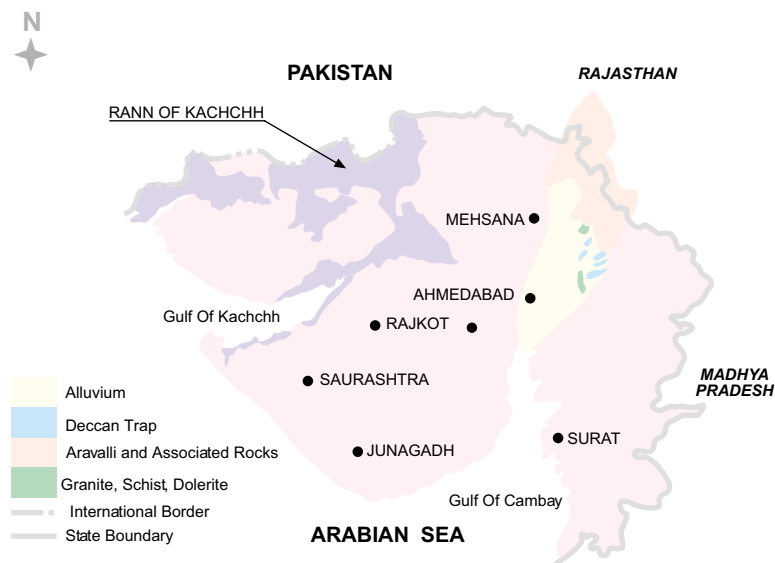 N
PAKISTAN
RAJASTHAN
RANN OF KACHCHH
MEHSANA
AHMEDABAD
Gulf Of Kachchh
RAJKOT
SAURASHTRA
MADHYA
PRADESH
JUNAGADH
SURAT
Gulf Of Cambay
ARABIAN SEA
Alluvium
Deccan Trap
Aravalli and Associated Rocks
Granite, Schist, Dolerite
International Border
State Boundary